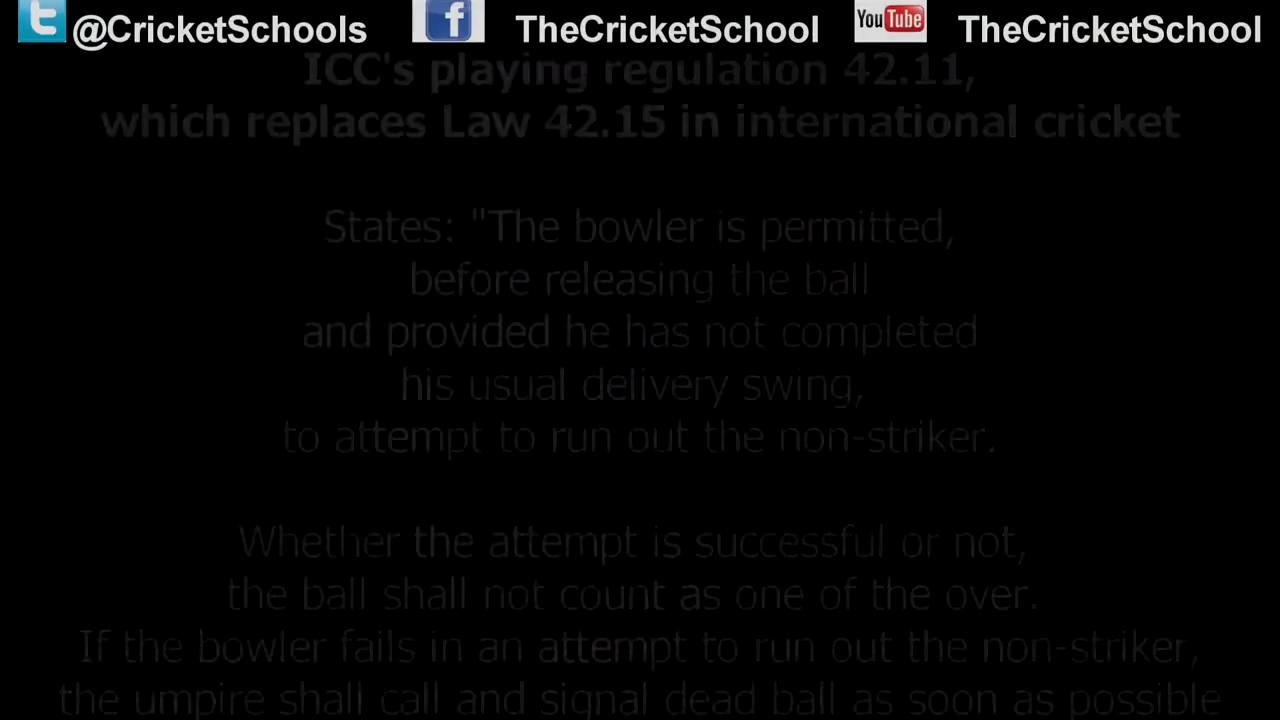 @CricketSchools TheCricketSchool You Tube TheCricketSchool
ICC's playing regulation 42.11,
which replaces Law 42.15 in international cricket
States: "The bowler is permitted,
before releasing the ball
and provided he has not completed
his usual delivery swing,
to attempt to run out the non-striker.
Whether the attempt is successful or not,
the ball shall not count as one of the over.
If the bowler fails in an attempt to run out the non-striker,
the umpire shall call and signal dead ball as soon as possible